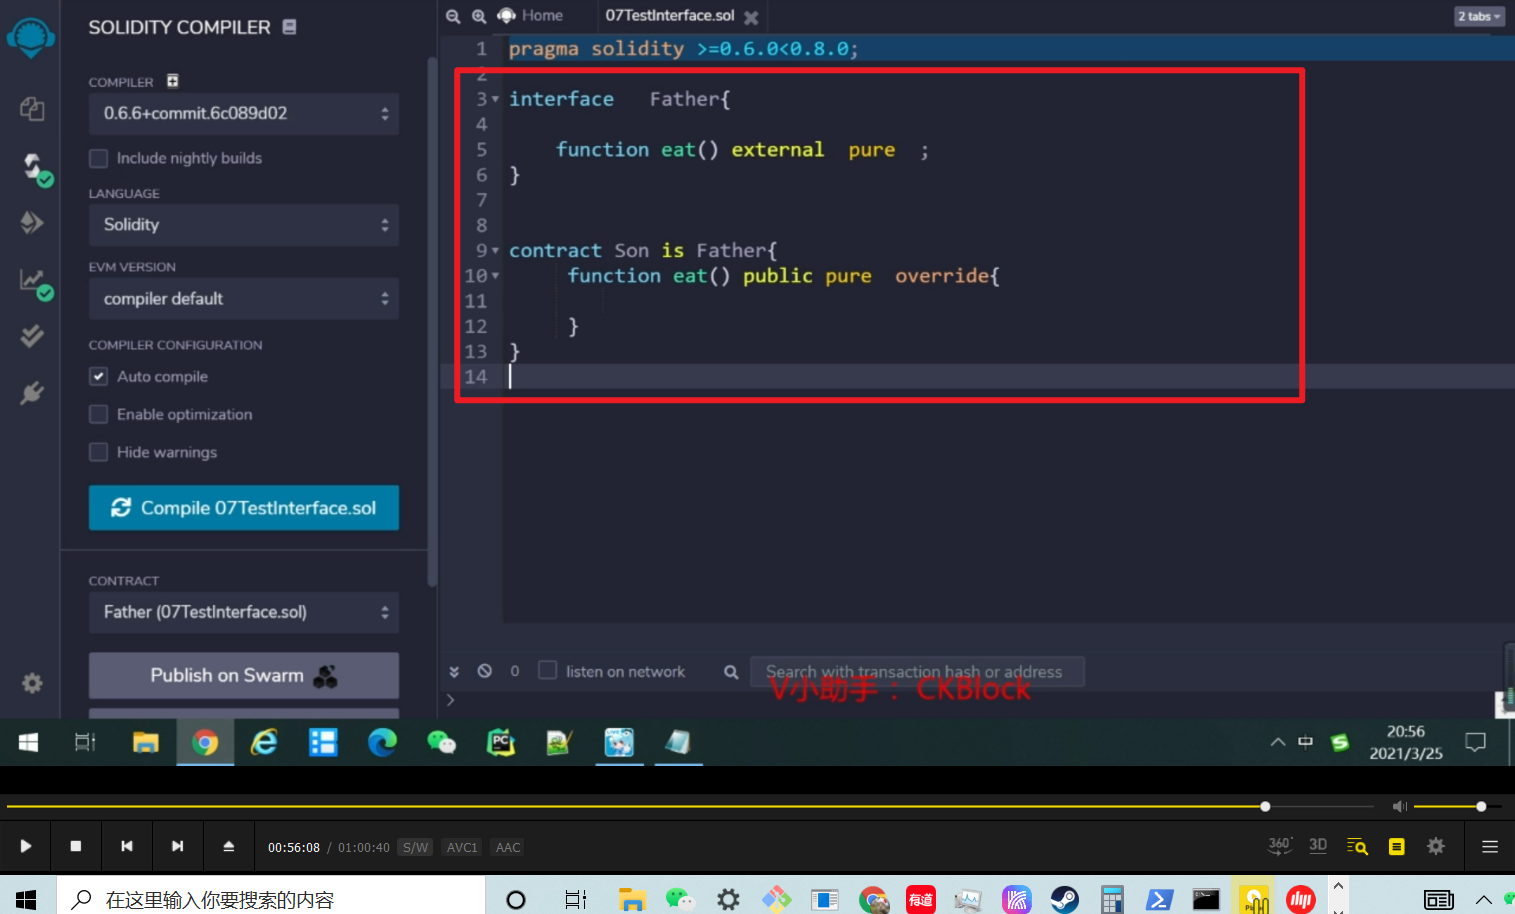 SOLIDITY COMPILER
COMPILER
0.6.6+commit.6c089d02
Include nightly builds
LANGUAGE
Solidity
EVM VERSION
compiler default
COMPILER CONFIGURATION
Auto compile
Enable optimization
Hide warnings
Compile 07TestInterface.sol
CONTRACT
Father (07TestInterface.sol)
Publish on Swarm
Home
07TestInterface.sol
2 tabs
1 pragma solidity >=0.6.0<0.8.0;
2
3 interface   Father{
4
5     function eat() external  pure  ;
6 }
7
8
9 contract Son is Father{
10      function eat() public pure  override{
11
12      }
13 }
14
0
listen on network
Search with transaction hash or address
V小助手： CKBlock
>
中
20:56
2021/3/25
00:56:08 / 01:00:40 S/W AVC1 AAC
360°
3D
在这里输入你要搜索的内容
有道